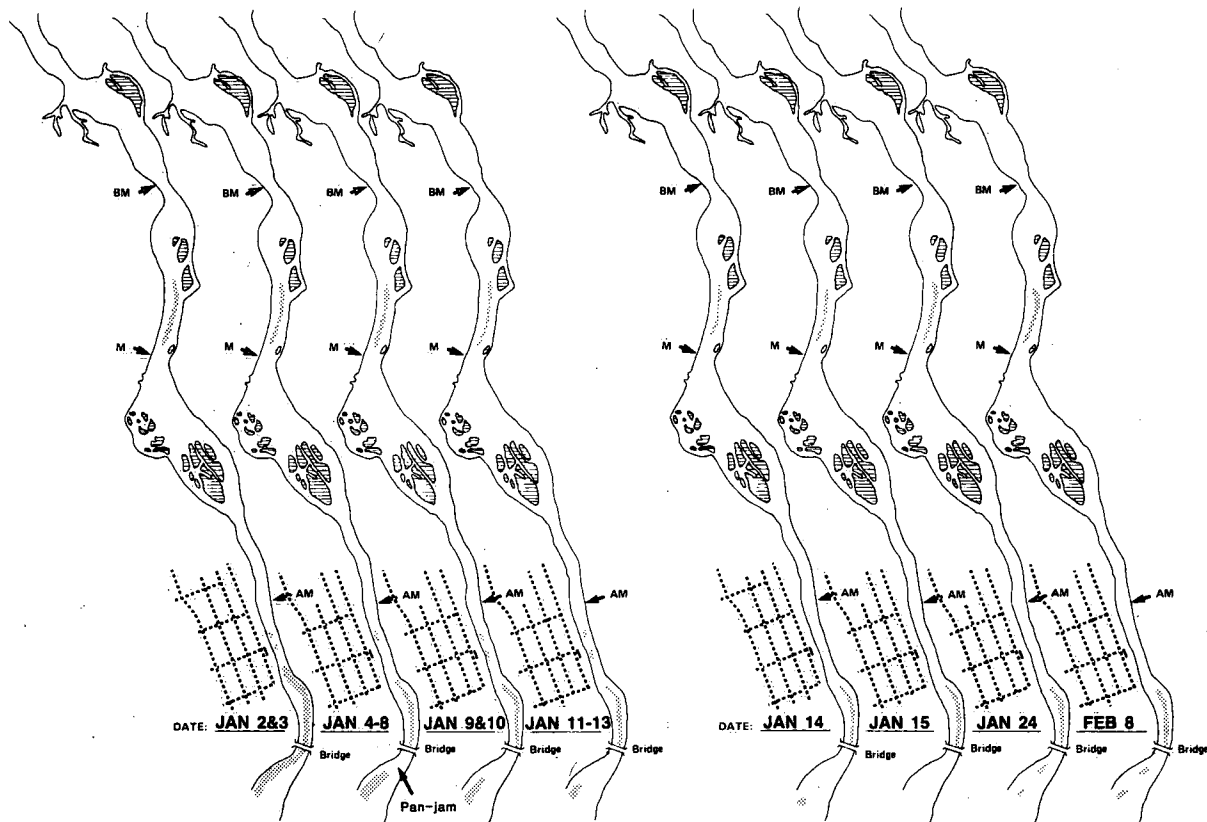 BM BM BM BM BM BM BM BM
M M M M M M M M
AM AM AM AM AM AM AM AM
DATE: JAN 2&3 JAN 4-8 JAN 9&10 JAN 11-13 DATE: JAN 14 JAN 15 JAN 24 FEB 8
Bridge Bridge Bridge Bridge Bridge Bridge Bridge Bridge
Pan-jam